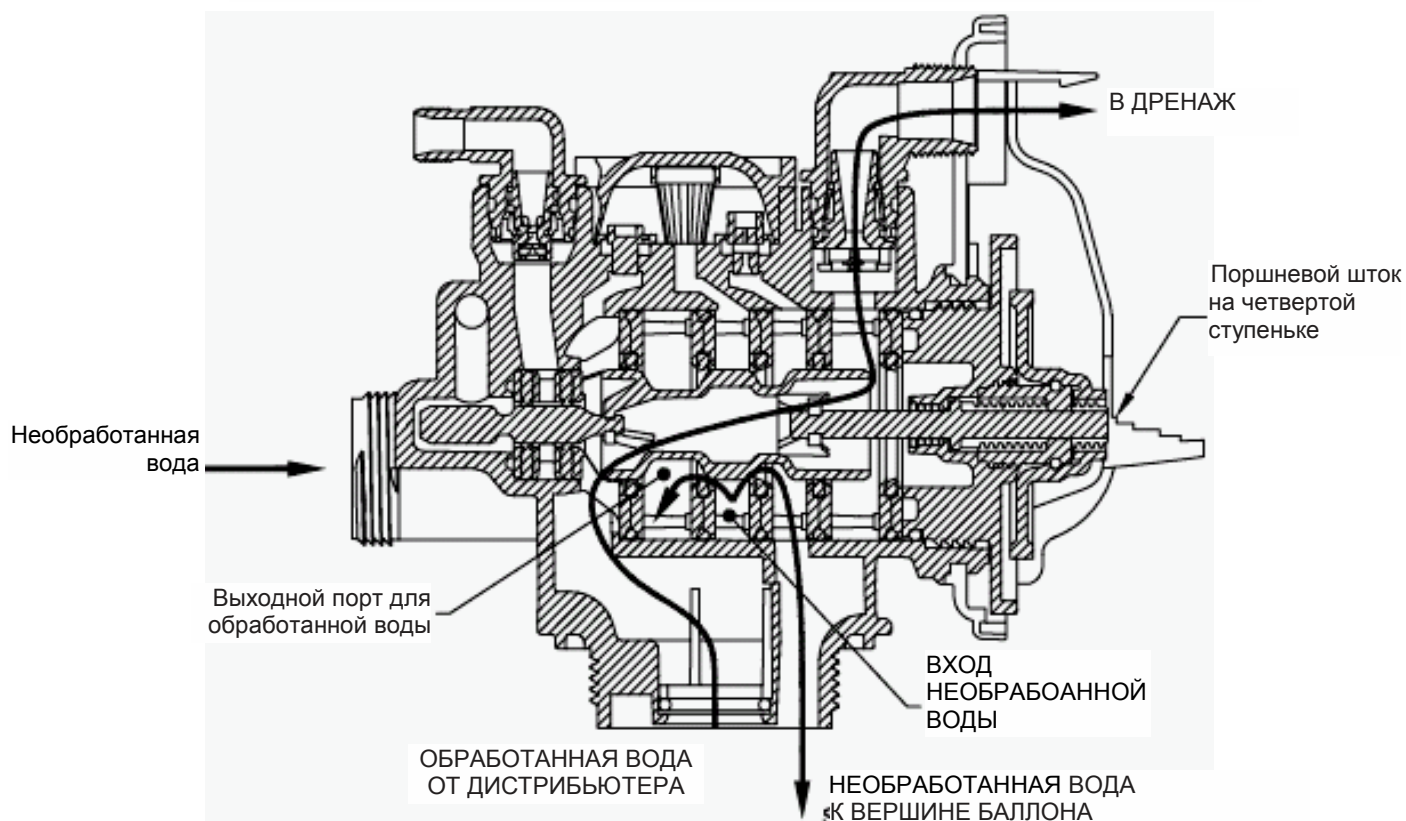 В ДРЕНАЖ
Поршневой шток
на четвертой
ступеньке
Необработанная
вода
Выходной порт для
обработанной воды
ВХОД
НЕОБРАБОАННОЙ
ВОДЫ
ОБРАБОТАННАЯ ВОДА
ОТ ДИСТРИБЬЮТЕРА
НЕОБРАБОТАННАЯ ВОДА
К ВЕРШИНЕ БАЛЛОНА